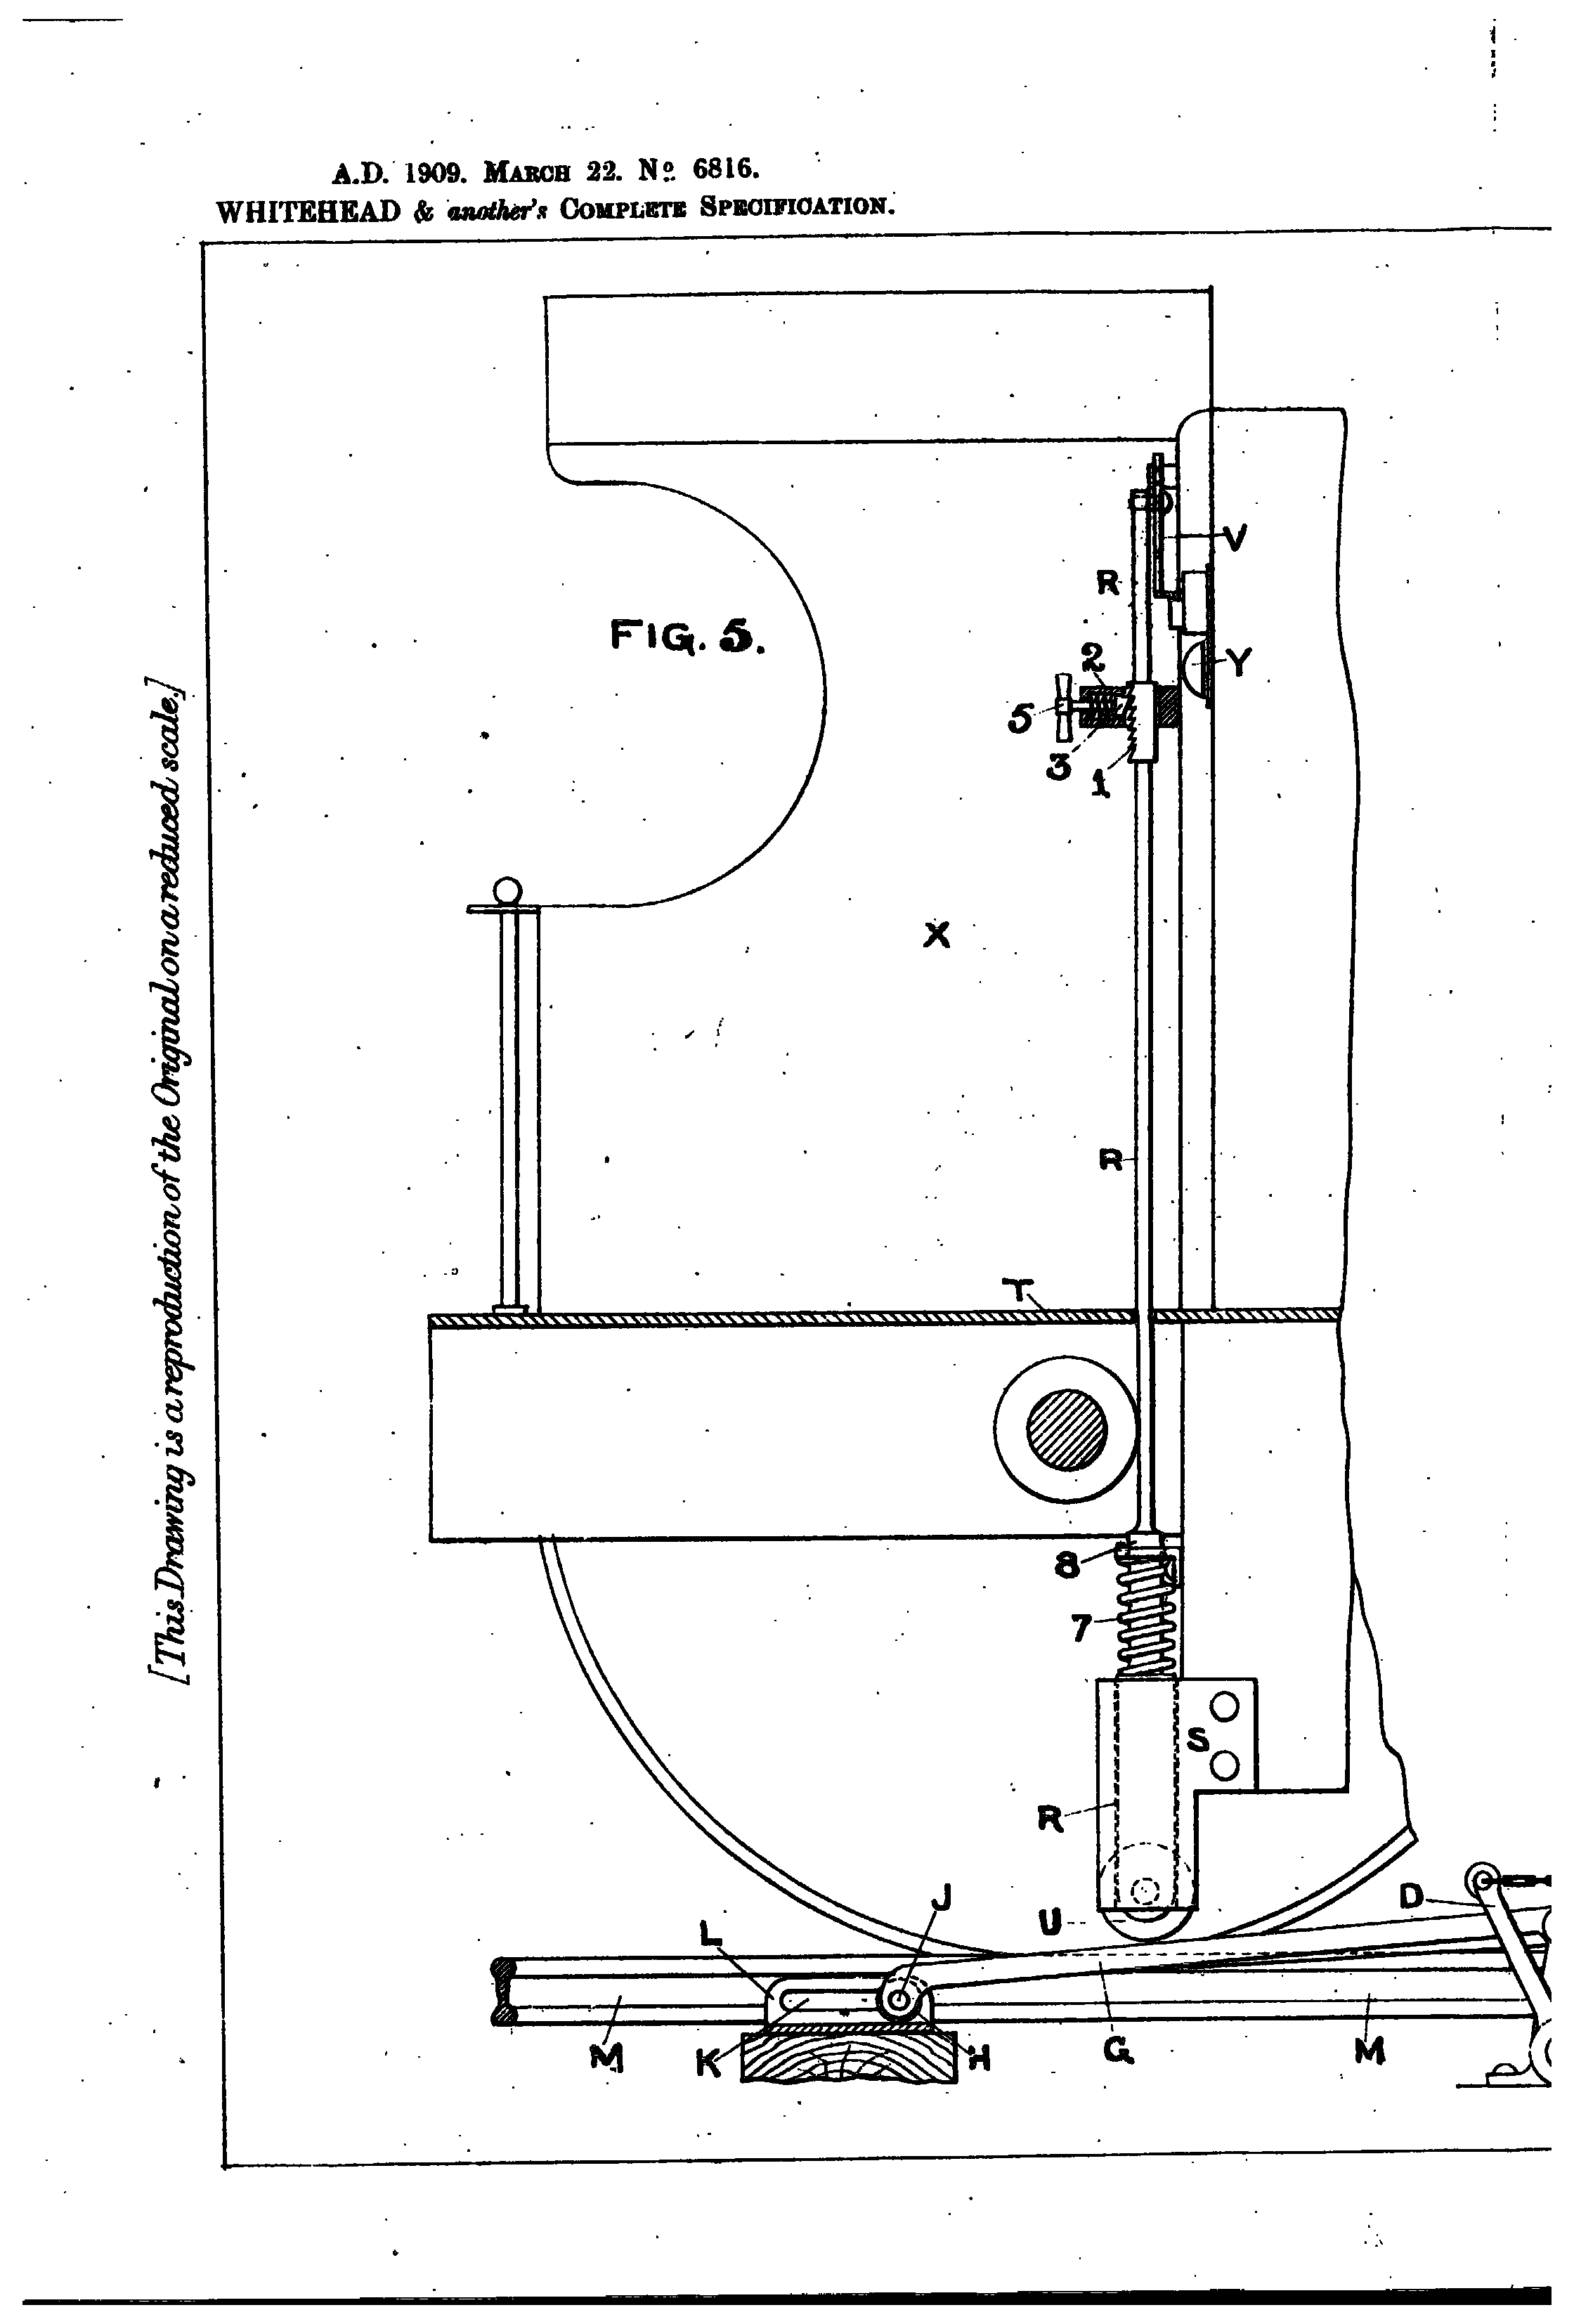 A.D. 1909. MARCH 22. No. 6816.
WHITEHEAD & another's COMPLETE SPECIFICATION.
[This Drawing is a reproduction of the Original on a reduced scale.]
FIG. 5.
V
R
2
Y
5
3
1
X
R
T
8
7
S
R
J
D
U
L
M
K
H
G
M